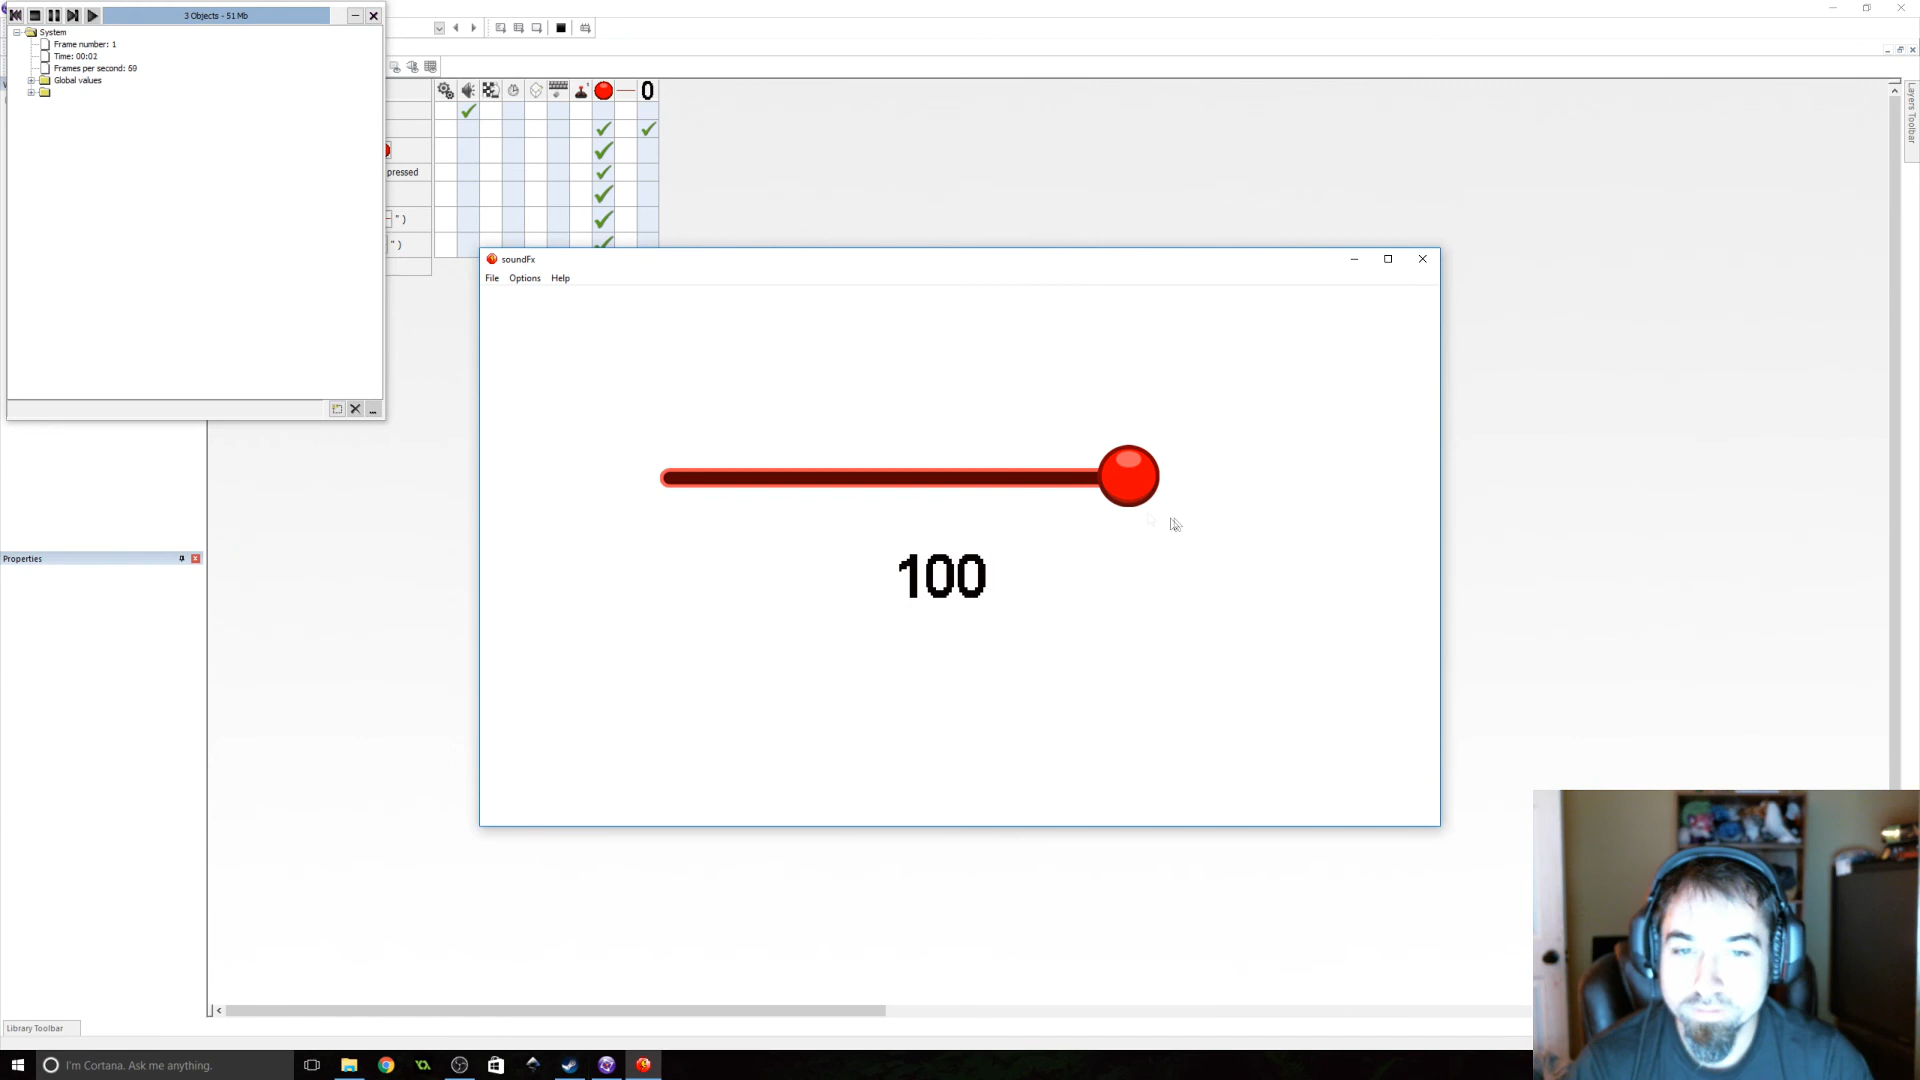 3 Objects - 51 Mb
System
Frame number: 1
Time: 00:02
Frames per second: 59
Global values
pressed
" )
" )
0
Layers Toolbar
soundFx
File Options Help
100
Properties
Library Toolbar
I'm Cortana. Ask me anything.